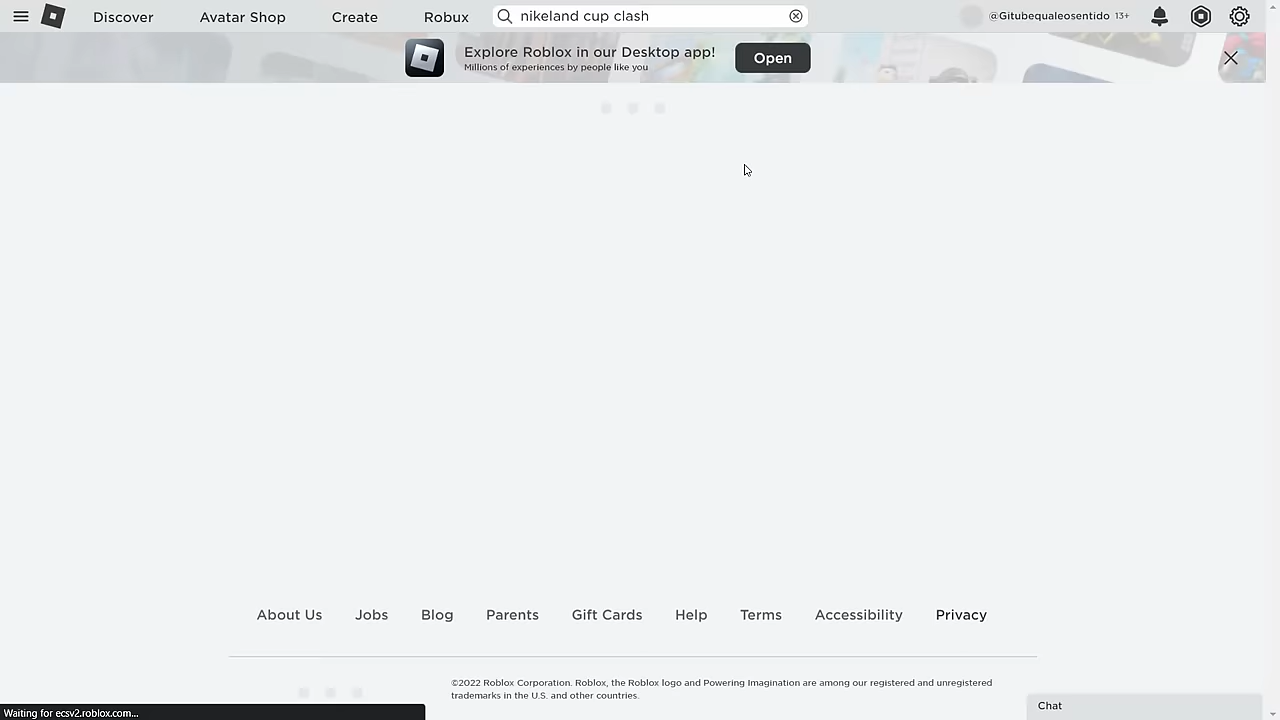 Discover
Avatar Shop
Create
Robux
nikeland cup clash
@Gitubequaleosentido 13+
Explore Roblox in our Desktop app!
Millions of experiences by people like you
Open
About Us
Jobs
Blog
Parents
Gift Cards
Help
Terms
Accessibility
Privacy
©2022 Roblox Corporation. Roblox, the Roblox logo and Powering Imagination are among our registered and unregistered
trademarks in the U.S. and other countries.
Chat
Waiting for ecsv2.roblox.com...